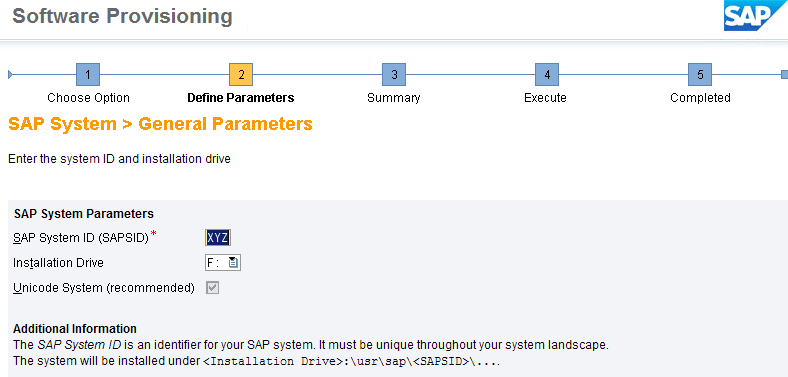 Software Provisioning
SAP
1 2 3 4 5
Choose Option Define Parameters Summary Execute Completed
SAP System > General Parameters
Enter the system ID and installation drive
SAP System Parameters
SAP System ID (SAPSID) * XYZ
Installation Drive F:
Unicode System (recommended)
Additional Information
The SAP System ID is an identifier for your SAP system. It must be unique throughout your system landscape.
The system will be installed under <Installation Drive>:\usr\sap\<SAPSID>\....